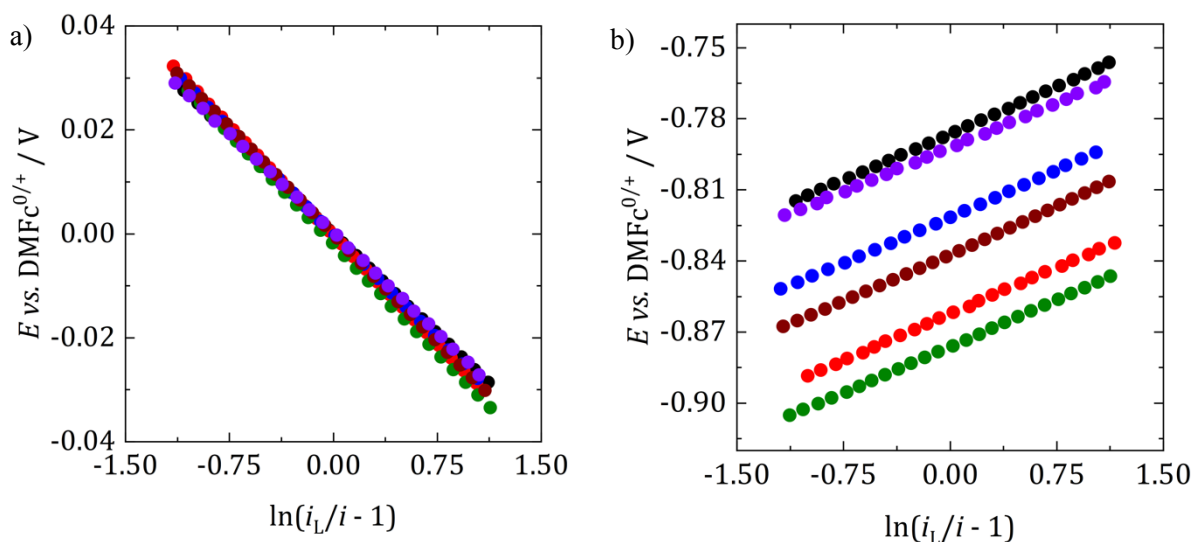 a)
0.04
0.02
0.00
-0.02
-0.04
E vs. DMFc⁰/⁺ / V
-1.50 -0.75 0.00 0.75 1.50
ln(iL/i - 1)
b)
-0.75
-0.78
-0.81
-0.84
-0.87
-0.90
E vs. DMFc⁰/⁺ / V
-1.50 -0.75 0.00 0.75 1.50
ln(iL/i - 1)